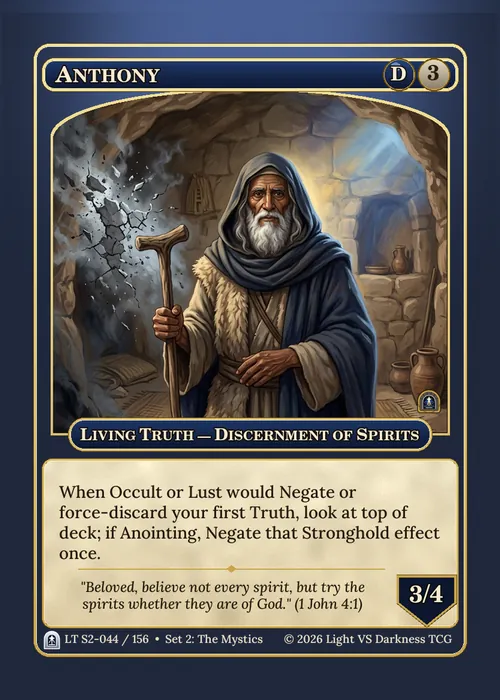 ANTHONY D 3
LIVING TRUTH — DISCERNMENT OF SPIRITS
When Occult or Lust would Negate or
force-discard your first Truth, look at top of
deck; if Anointing, Negate that Stronghold effect
once.
"Beloved, believe not every spirit, but try the
spirits whether they are of God." (1 John 4:1)
3/4
LT S2-044 / 156 • Set 2: The Mystics © 2026 Light VS Darkness TCG